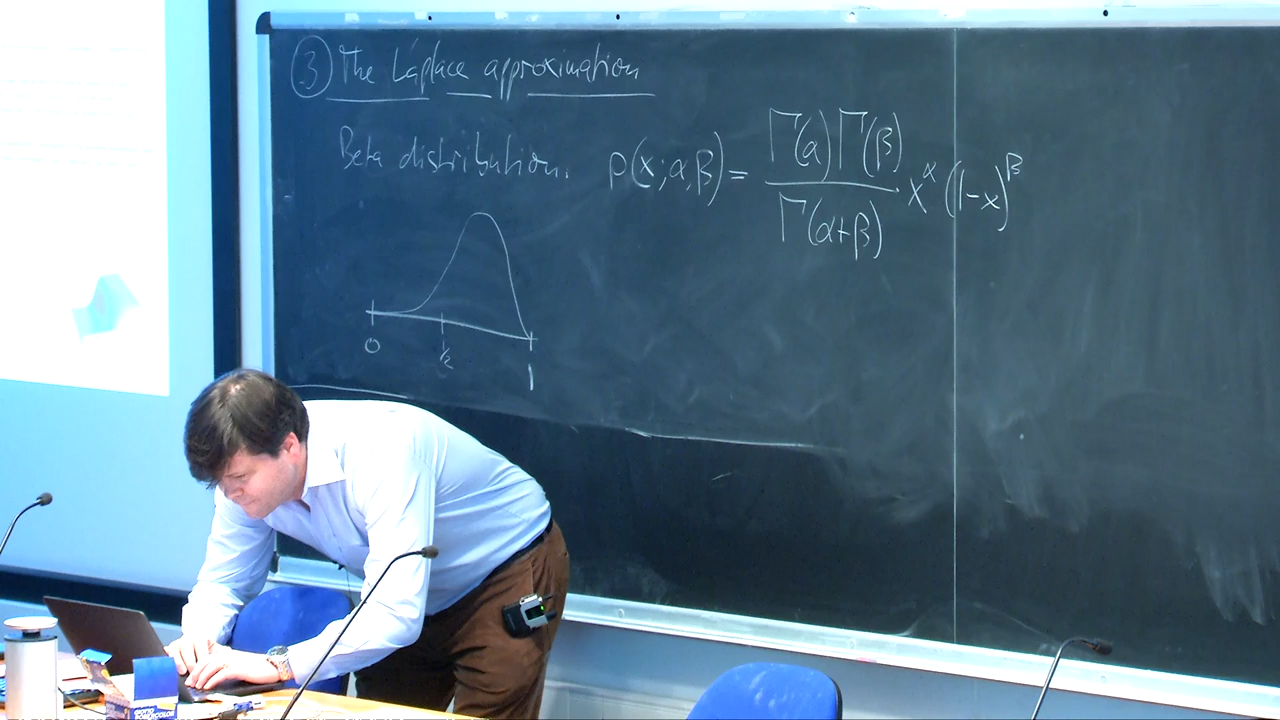 ③ The Laplace approximation
Beta distribution. p(x;α,β) = Γ(α)Γ(β) / Γ(α+β) x^α (1-x)^β
0 1/2 1